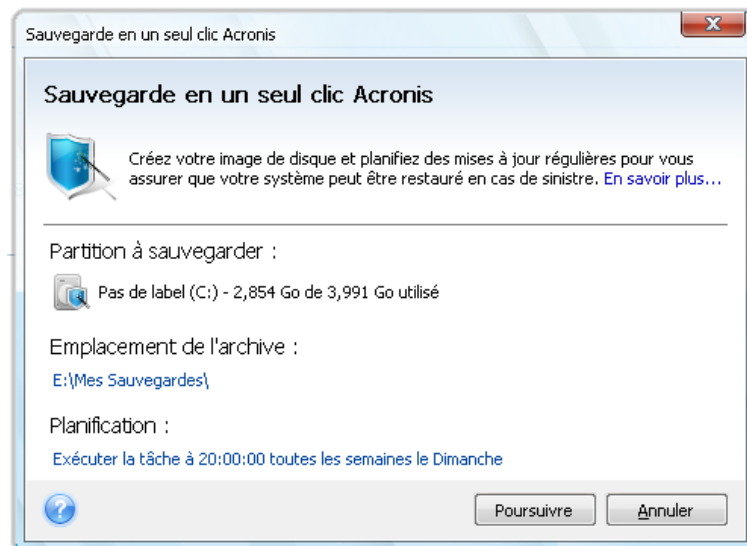 Sauvegarde en un seul clic Acronis
Sauvegarde en un seul clic Acronis
Créez votre image de disque et planifiez des mises à jour régulières pour vous
assurer que votre système peut être restauré en cas de sinistre. En savoir plus...
Partition à sauvegarder :
Pas de label (C:) - 2,854 Go de 3,991 Go utilisé
Emplacement de l'archive :
E:\Mes Sauvegardes\
Planification :
Exécuter la tâche à 20:00:00 toutes les semaines le Dimanche
Poursuivre Annuler